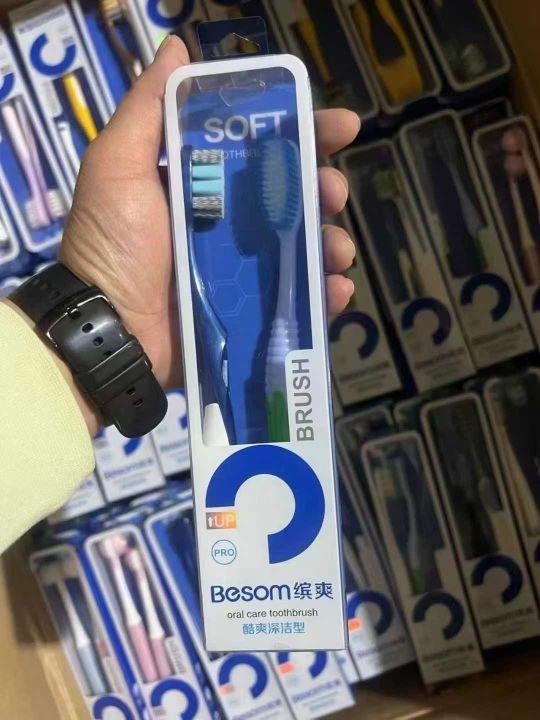 SOFT
BRUSH
UP
PRO
Besom缤爽
oral care toothbrush
酷爽深洁型